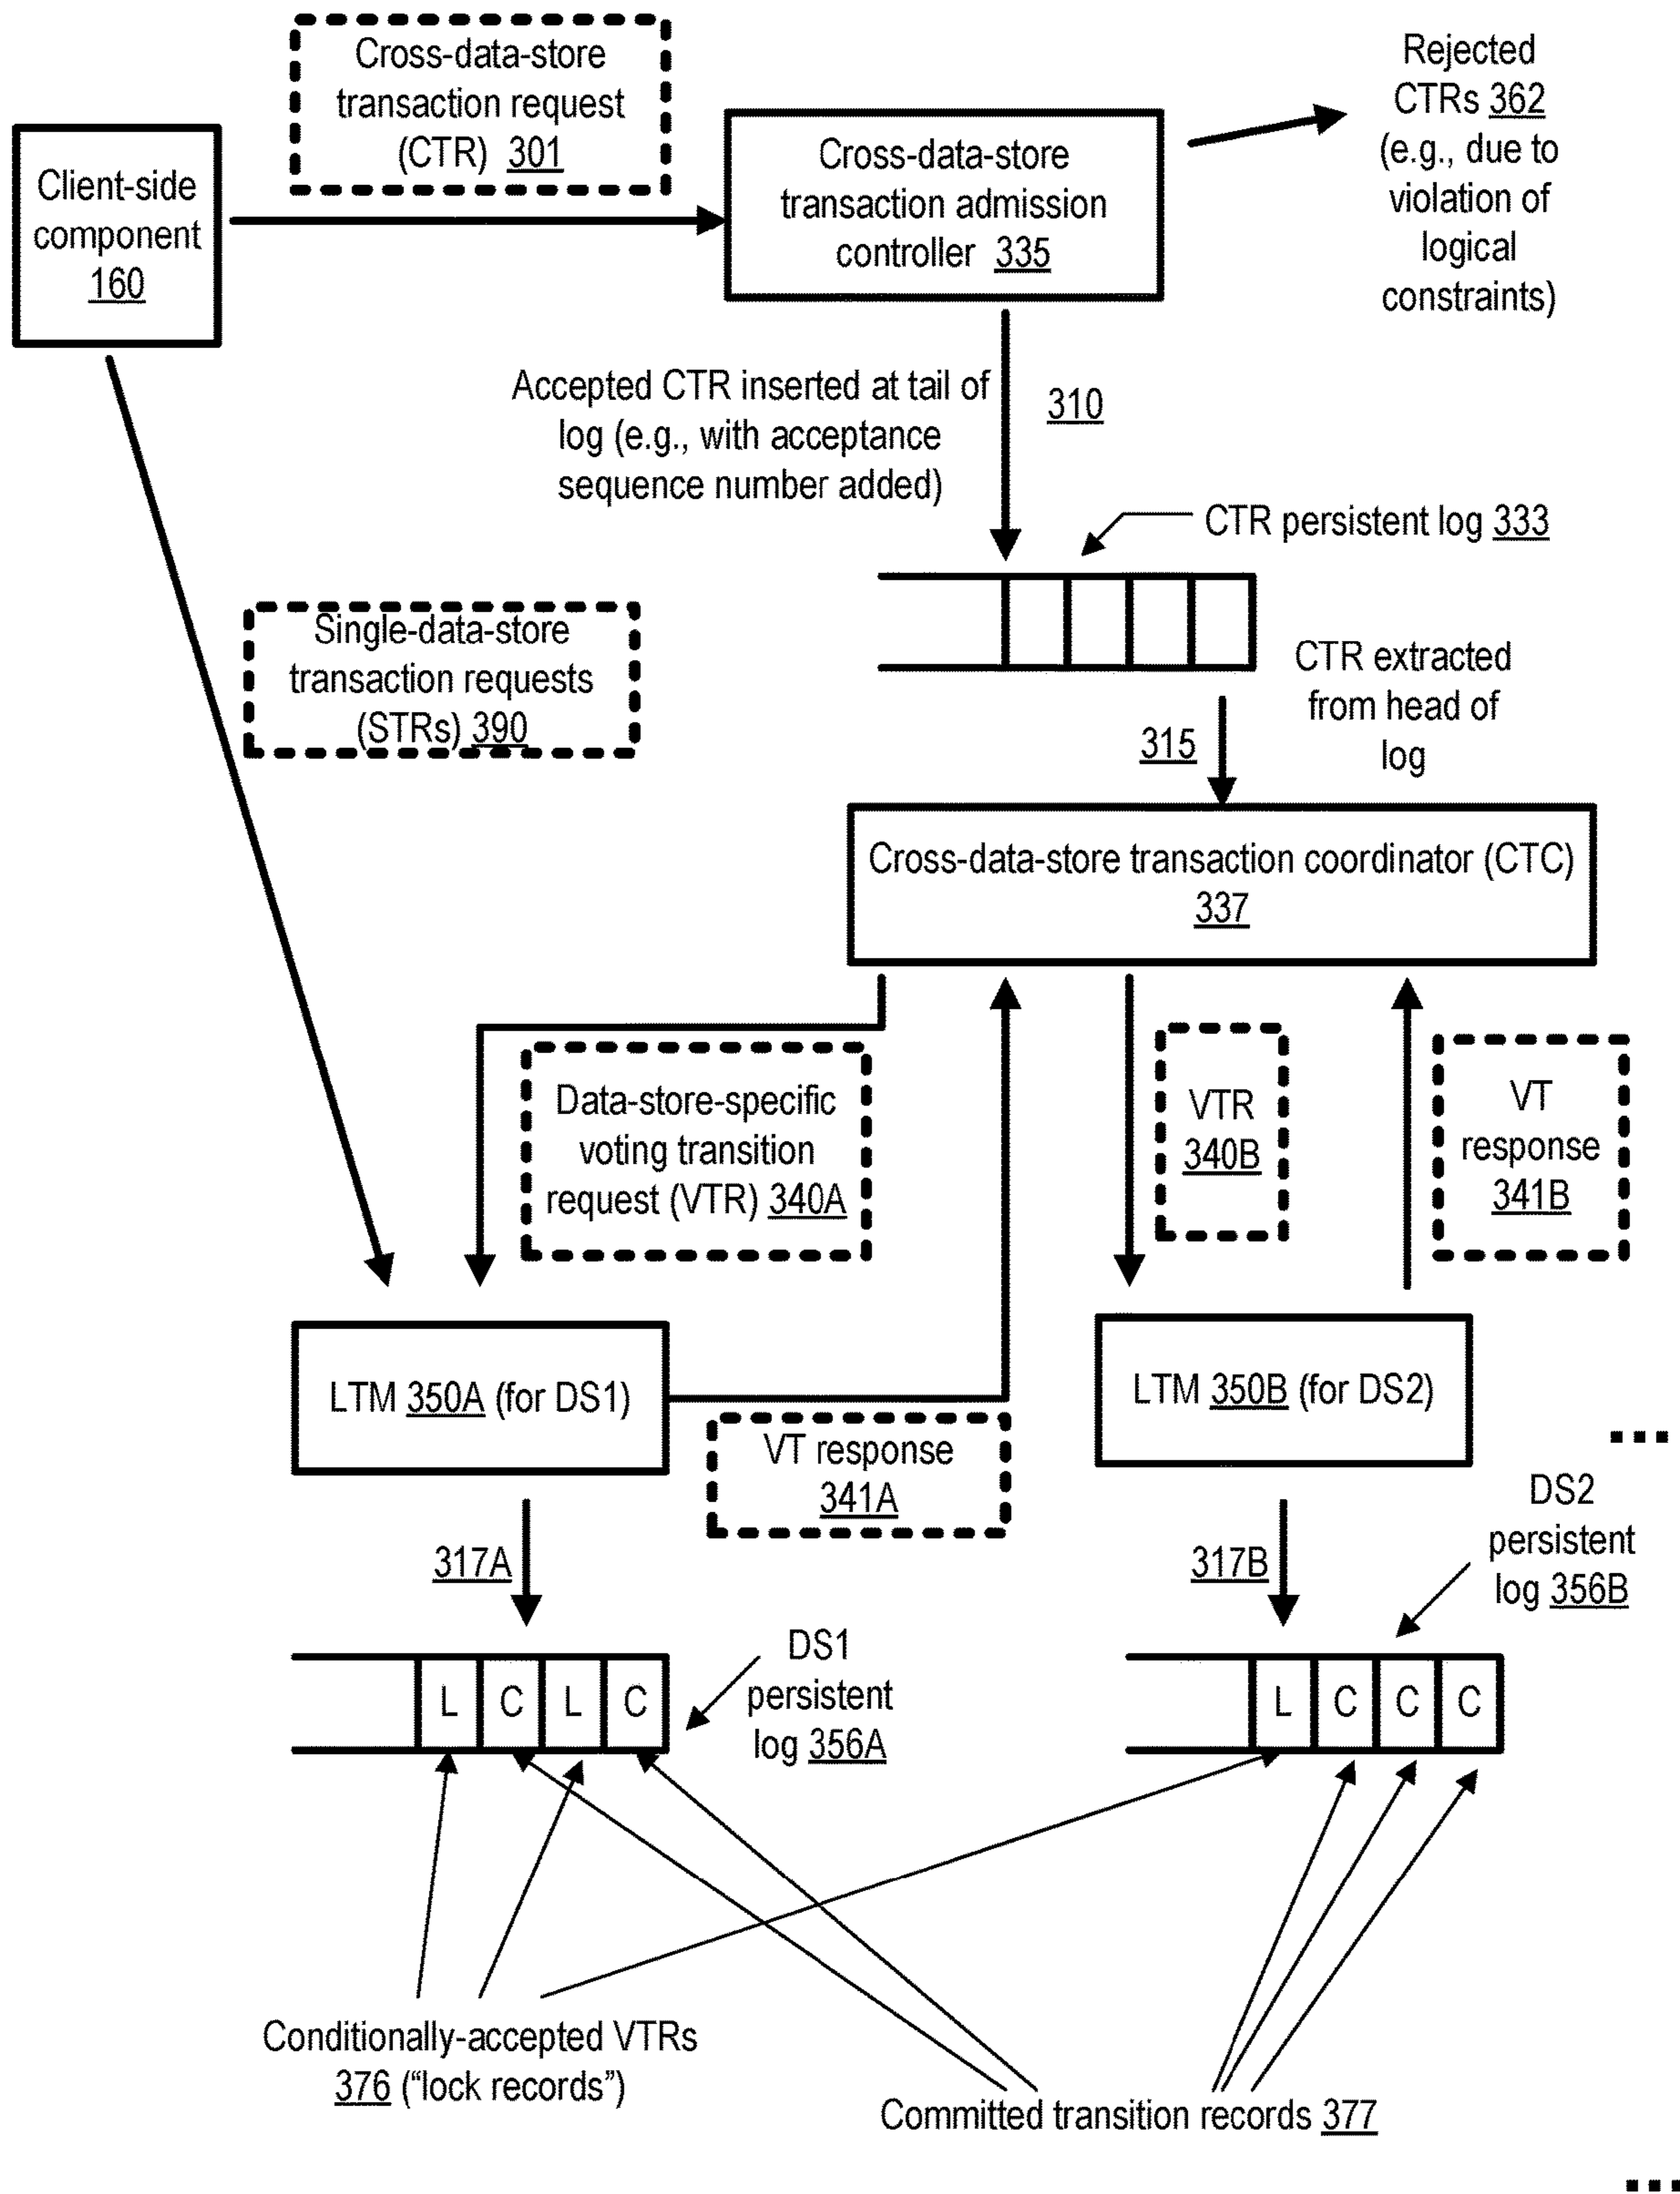 Cross-data-store
transaction request
(CTR) 301
Rejected
CTRs 362
(e.g., due to
violation of
logical
constraints)
Client-side
component
160
Cross-data-store
transaction admission
controller 335
Accepted CTR inserted at tail of
log (e.g., with acceptance
sequence number added)
310
CTR persistent log 333
Single-data-store
transaction requests
(STRs) 390
CTR extracted
from head of
log
315
Cross-data-store transaction coordinator (CTC)
337
Data-store-specific
voting transition
request (VTR) 340A
VTR
340B
VT
response
341B
LTM 350A (for DS1)
LTM 350B (for DS2)
...
VT response
341A
317A
317B
DS2
persistent
log 356B
DS1
persistent
log 356A
L C L C
L C C C
Conditionally-accepted VTRs
376 (“lock records”)
Committed transition records 377
...